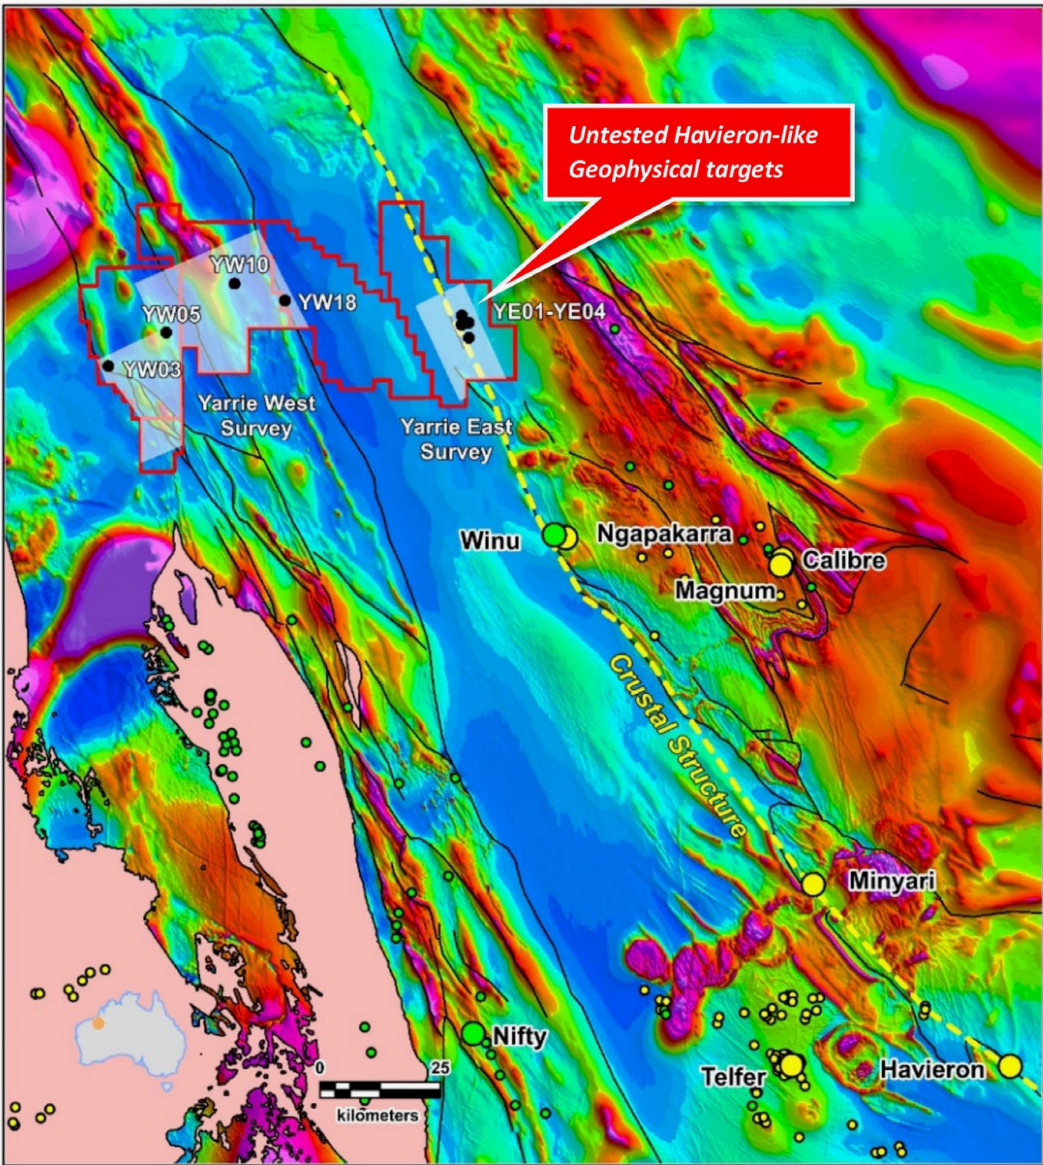 Untested Havieron-like
Geophysical targets
YW10
YW18
YW05
YW03
YE01-YE04
Yarrie West
Survey
Yarrie East
Survey
Winu
Ngapakarra
Calibre
Magnum
Crustal Structure
Minyari
Nifty
Telfer
Havieron
0
25
kilometers